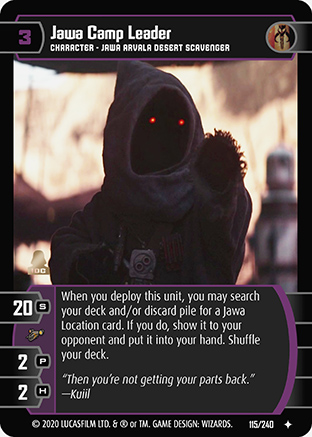 3
Jawa Camp Leader
CHARACTER - JAWA ARVALA DESERT SCAVENGER
20 S
When you deploy this unit, you may search
your deck and/or discard pile for a Jawa
Location card. If you do, show it to your
opponent and put it into your hand. Shuffle
your deck.
2 P
2 H
“Then you’re not getting your parts back.”
—Kuiil
© 2020 LUCASFILM LTD. & ® OR TM. GAME DESIGN: WIZARDS.
115/240